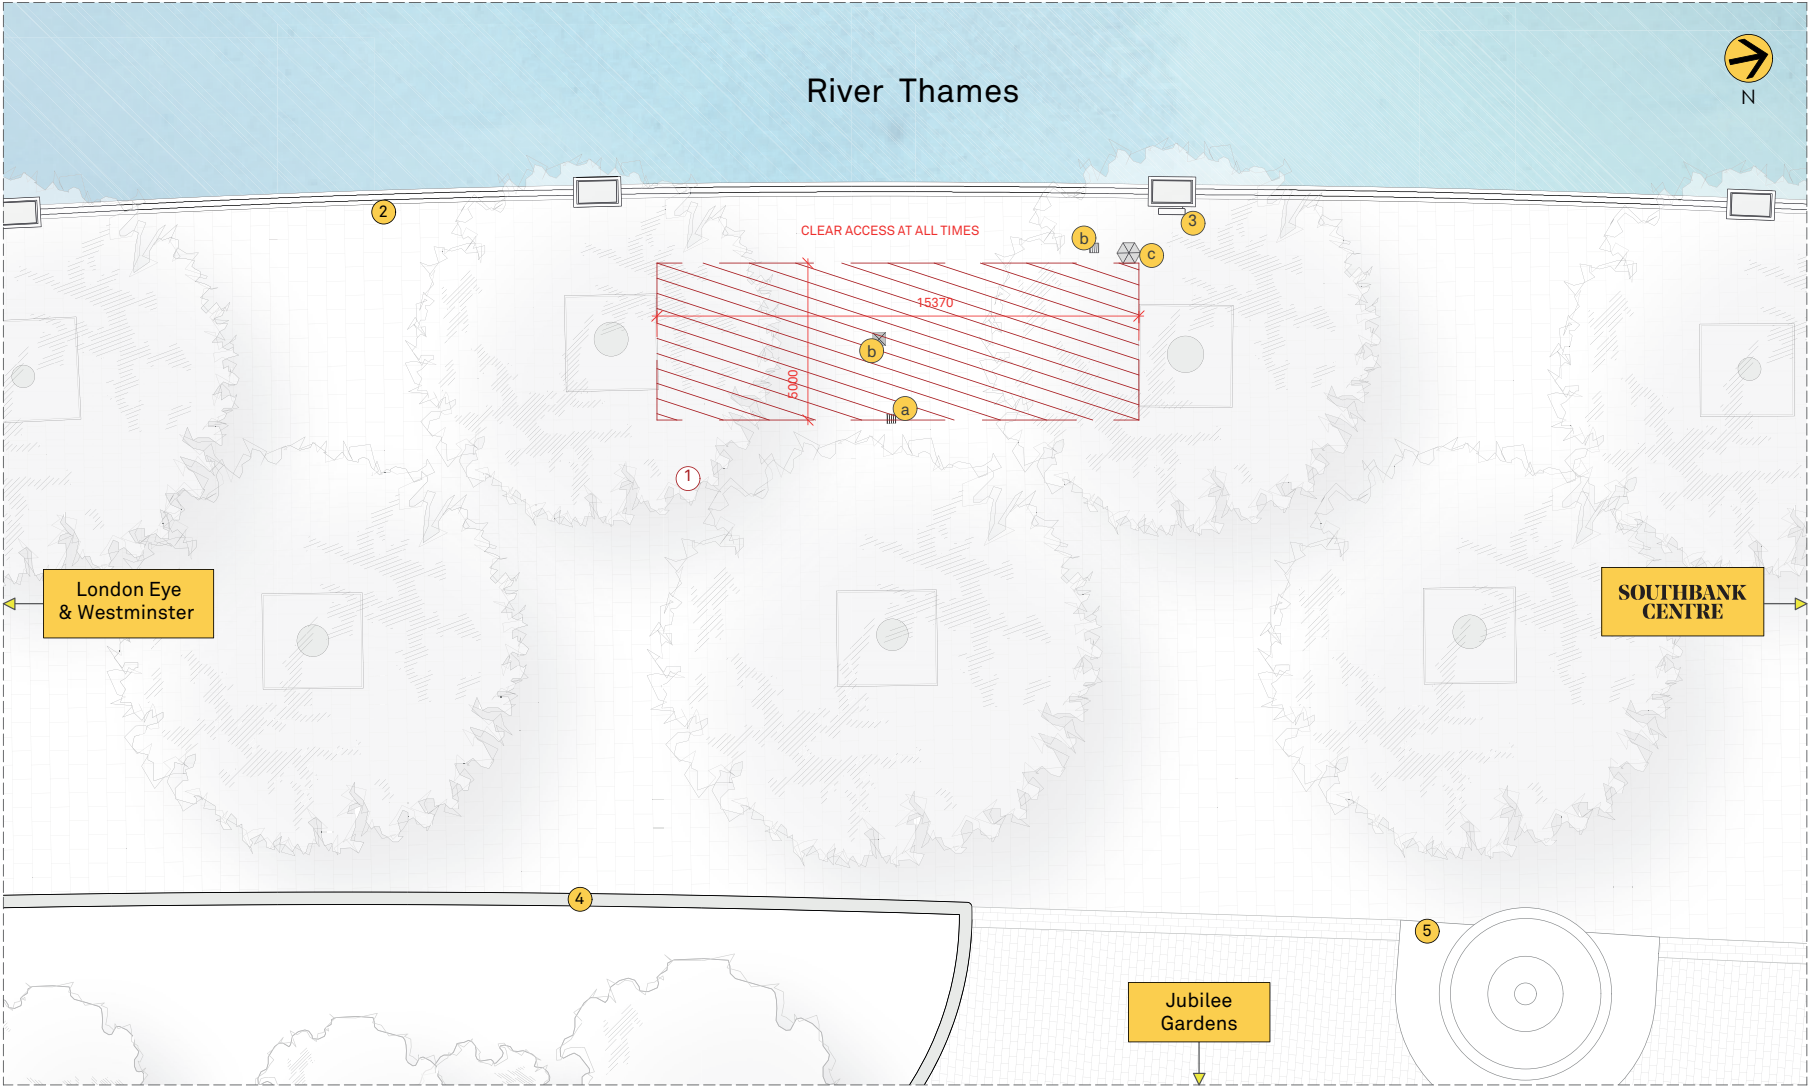 River Thames
N
2
3
CLEAR ACCESS AT ALL TIMES
b
c
15370
b
5000
a
1
London Eye
& Westminster
SOUTHBANK
CENTRE
4
5
Jubilee
Gardens